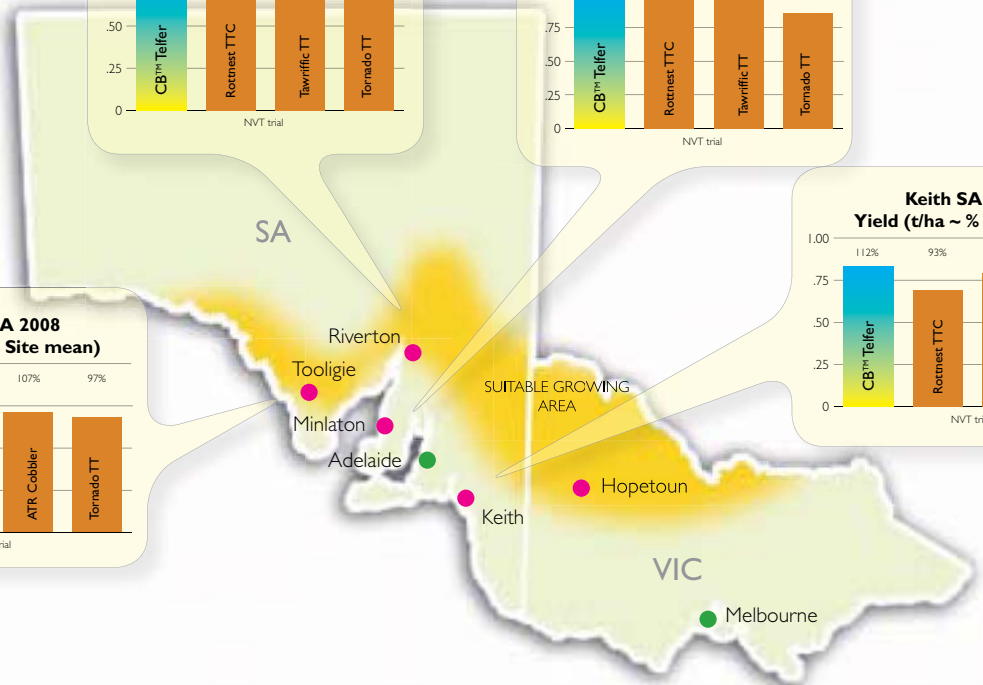 .50
.25
0
CB™ Telfer
Rottnest TTC
Tawriffic TT
Tornado TT
NVT trial
.75
.50
.25
0
CB™ Telfer
Rottnest TTC
Tawriffic TT
Tornado TT
NVT trial
Keith SA
Yield (t/ha ~ %
1.00
.75
.50
.25
0
112%
93%
CB™ Telfer
Rottnest TTC
NVT tri
A 2008
Site mean)
107%
97%
ATR Cobbler
Tornado TT
rial
SA
Riverton
Tooligie
Minlaton
Adelaide
Keith
SUITABLE GROWING
AREA
Hopetoun
VIC
Melbourne